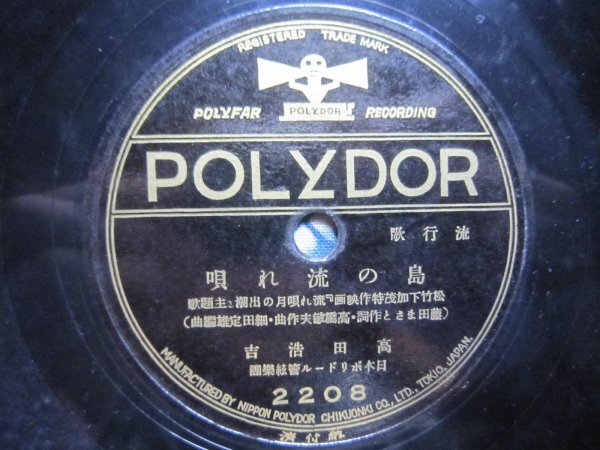 REGISTERED TRADE MARK
POLYFAR POLYDOR RECORDING
POLYDOR
歌行流
唄れ流の島
歌題主『潮出の月唄れ流』画映作特茂加下竹松
(曲編雄定田細・曲作夫敏橋高・詞作とさま田藤)
吉浩田高
團樂絃管ルードリポ本日
2208
MANUFACTURED BY NIPPON POLYDOR CHIKUONKI CO., LTD., TOKIO, JAPAN.
濟付納